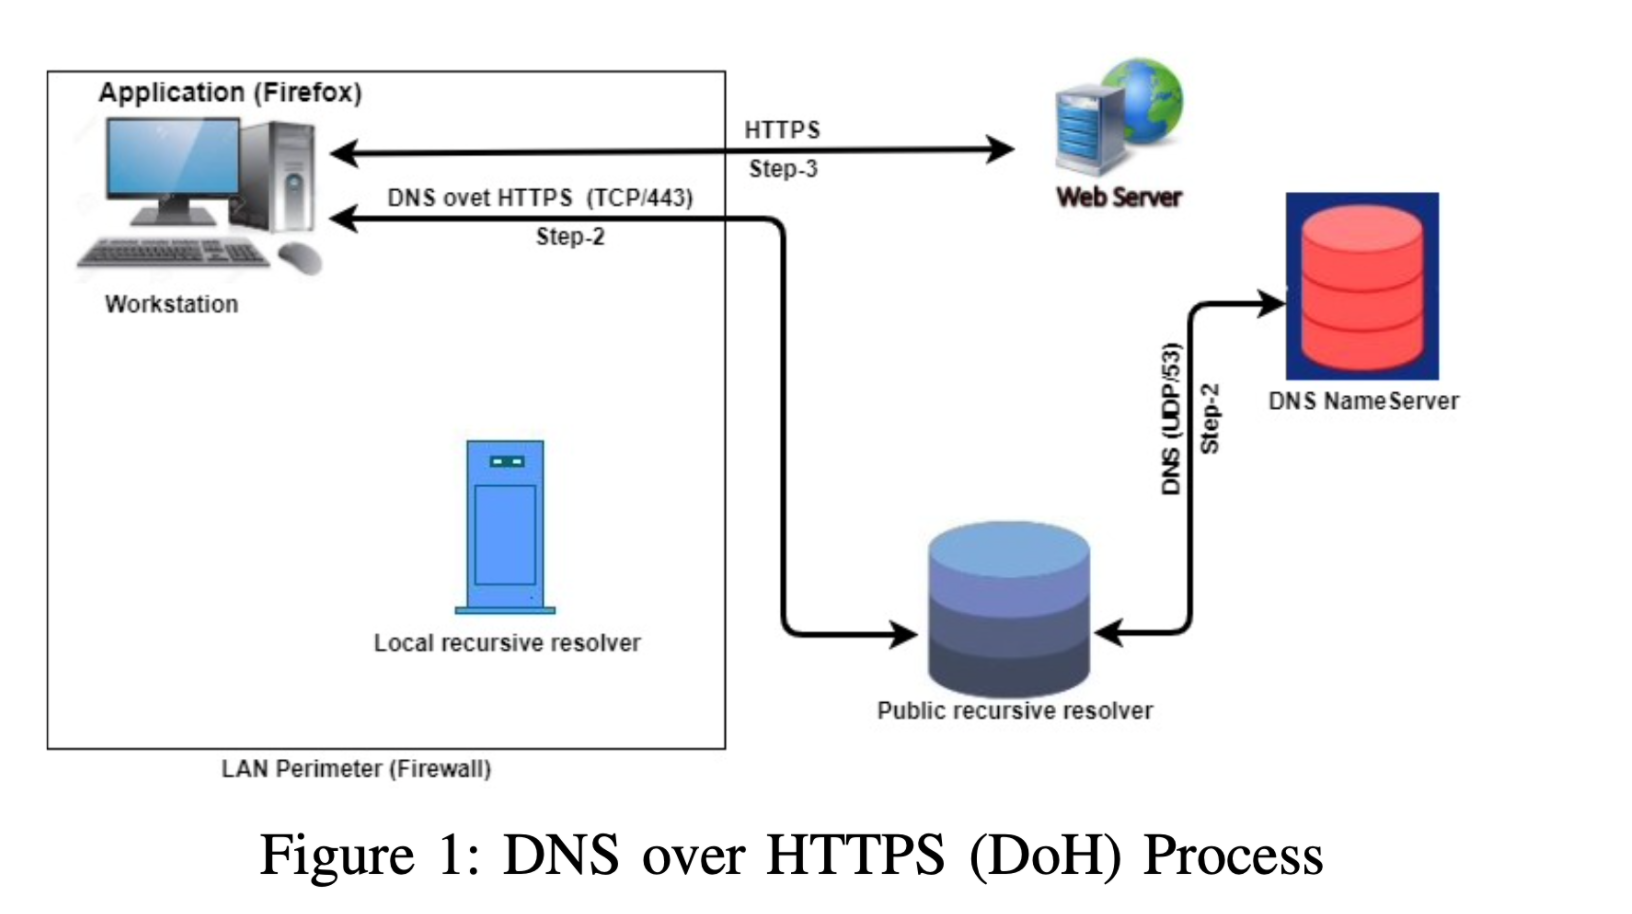 Application (Firefox)
HTTPS
Step-3
Web Server
DNS ovet HTTPS (TCP/443)
Step-2
Workstation
DNS (UDP/53)
Step-2
DNS NameServer
Local recursive resolver
Public recursive resolver
LAN Perimeter (Firewall)
Figure 1: DNS over HTTPS (DoH) Process